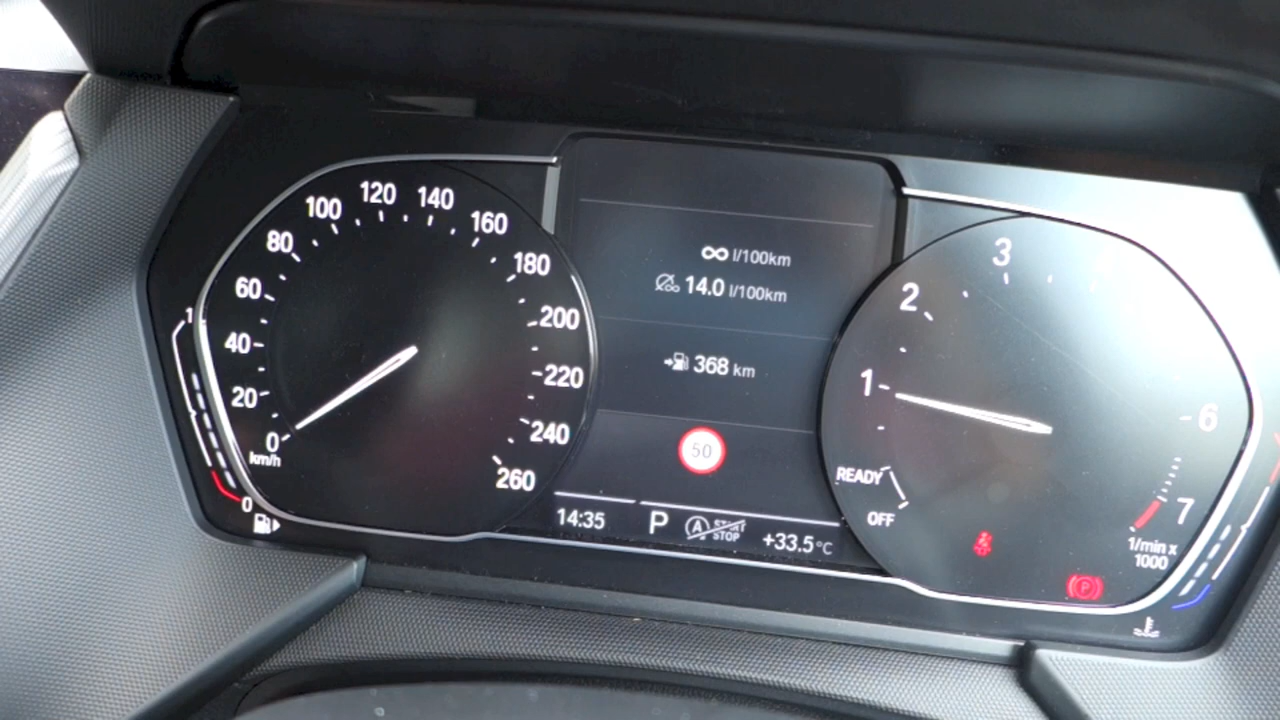 120
140
100
160
80
180
60
200
40
220
20
240
0
km/h
260
1
0
∞ l/100km
14.0 l/100km
368 km
50
14:35
P
A START STOP
+33.5°C
3
2
1
6
7
READY
OFF
1/min x
1000
P